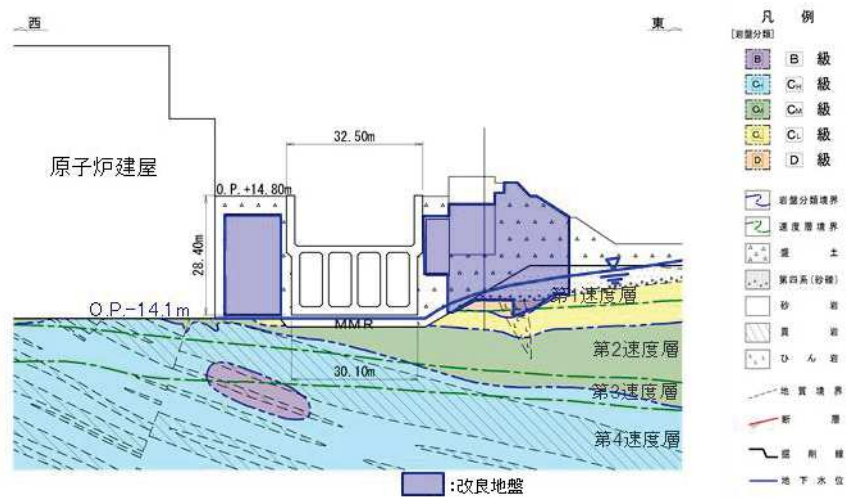 西
東
32.50m
原子炉建屋
O.P.+14.80m
28.40m
O.P.-14.1m
MMR
30.10m
第1速度層
第2速度層
第3速度層
第4速度層
:改良地盤
凡例
[岩盤分類]
B B 級
CH CH 級
CM CM 級
CL CL 級
D D 級
岩盤分類境界
速度層境界
盛土
第四系(砂礫)
砂岩
頁岩
ひん岩
地質境界
断層
掘削線
地下水位